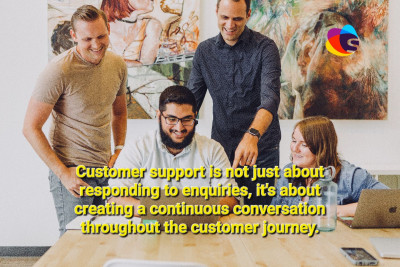 S
Customer support is not just about
responding to enquiries, it's about
creating a continuous conversation
throughout the customer journey.